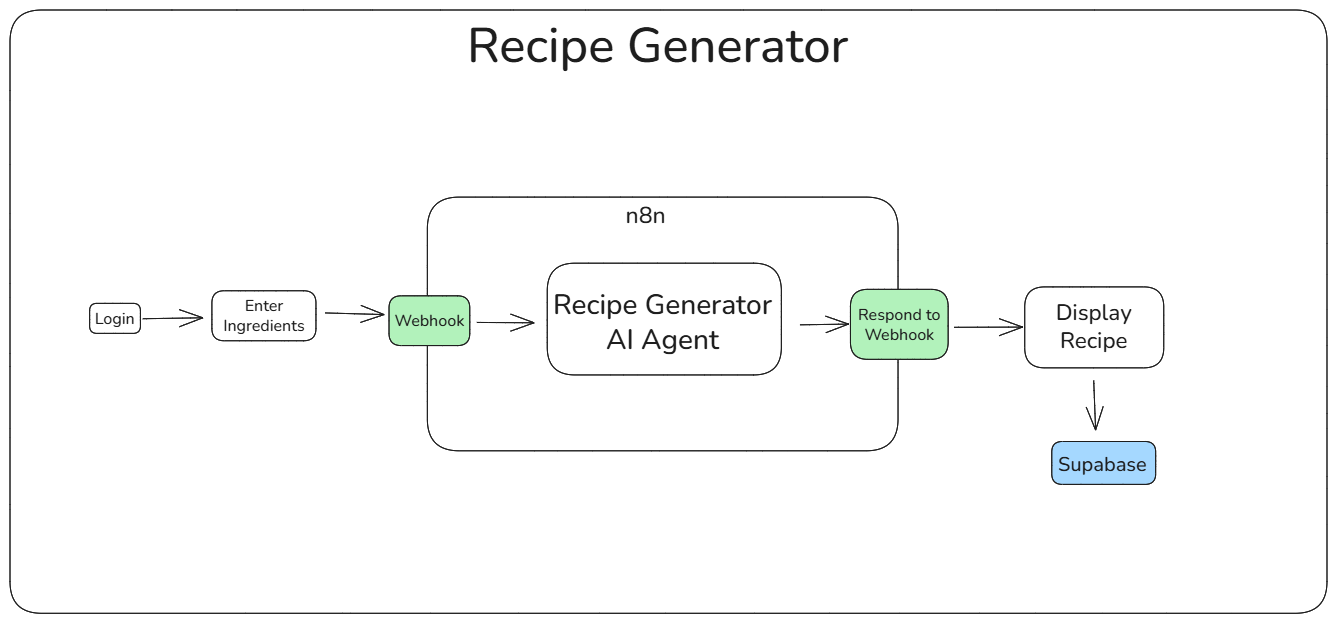 Recipe Generator
n8n
Login
Enter
Ingredients
Webhook
Recipe Generator
AI Agent
Respond to
Webhook
Display
Recipe
Supabase